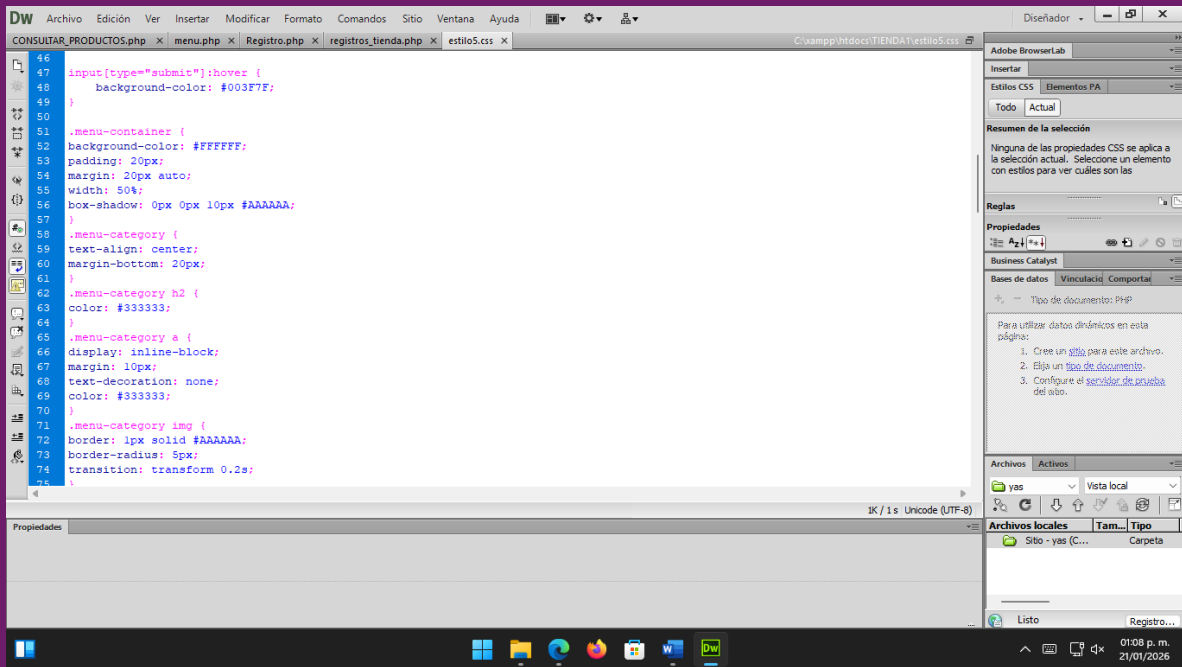 Dw Archivo Edición Ver Insertar Modificar Formato Comandos Sitio Ventana Ayuda Diseñador
CONSULTAR_PRODUCTOS.php × menu.php × Registro.php × registros_tienda.php × estilo5.css × C:\xampp\htdocs\TIENDA1\estilo5.css
46
47 input[type="submit"]:hover {
48 background-color: #003F7F;
49 }
50
51 .menu-container {
52 background-color: #FFFFFF;
53 padding: 20px;
54 margin: 20px auto;
55 width: 50%;
56 box-shadow: 0px 0px 10px #AAAAAA;
57 }
58 .menu-category {
59 text-align: center;
60 margin-bottom: 20px;
61 }
62 .menu-category h2 {
63 color: #333333;
64 }
65 .menu-category a {
66 display: inline-block;
67 margin: 10px;
68 text-decoration: none;
69 color: #333333;
70 }
71 .menu-category img {
72 border: 1px solid #AAAAAA;
73 border-radius: 5px;
74 transition: transform 0.2s;
75 }
1K / 1 s Unicode (UTF-8)
Propiedades
Adobe BrowserLab
Insertar
Estilos CSS Elementos PA
Todo Actual
Resumen de la selección
Ninguna de las propiedades CSS se aplica a
la selección actual. Seleccione un elemento
con estilos para ver cuáles son las
Reglas
Propiedades
Business Catalyst
Bases de datos Vinculacio Comportar
Tipo de documento: PHP
Para utilizar datos dinámicos en esta
página:
1. Cree un sitio para este archivo.
2. Elija un tipo de documento.
3. Configure el servidor de prueba
del sitio.
Archivos Activos
yas Vista local
Archivos locales Tam... Tipo
Sitio - yas (C... Carpeta
Listo Registro...
01:08 p. m.
21/01/2026